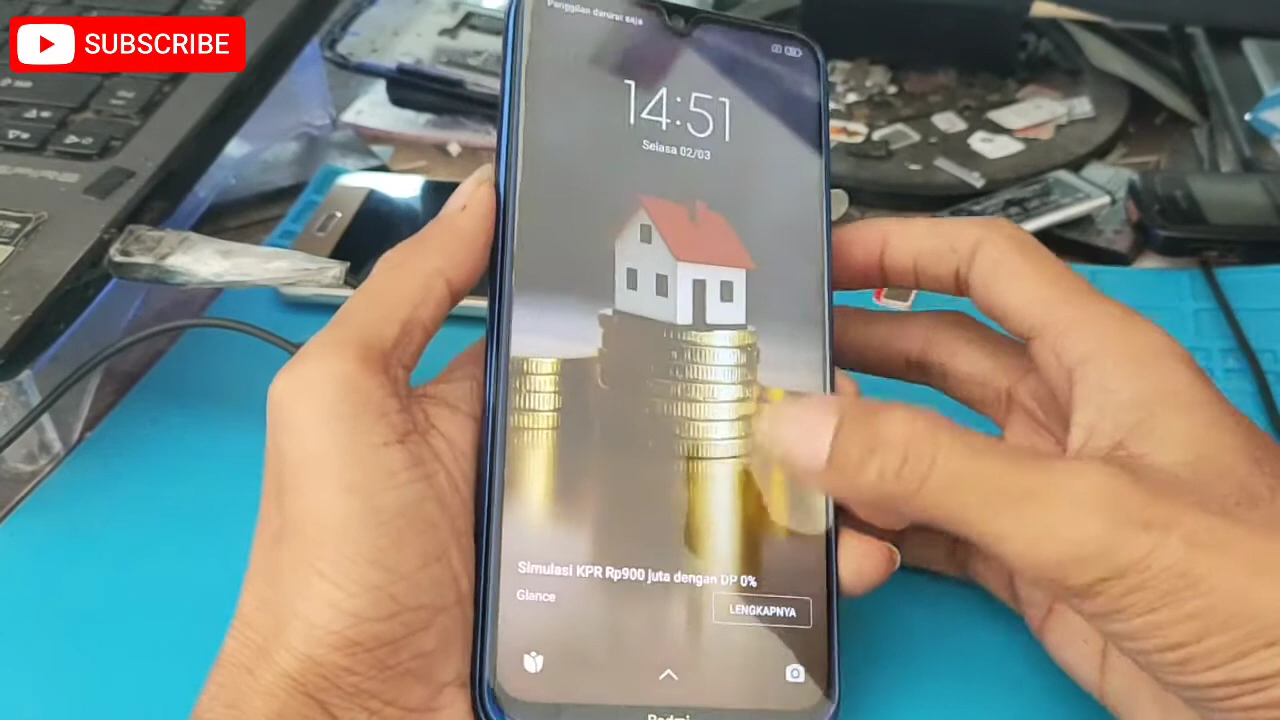 SUBSCRIBE
Panggilan darurat saja
14:51
Selasa 02/03
Simulasi KPR Rp900 juta dengan DP 0%
Glance
LENGKAPNYA
Redmi